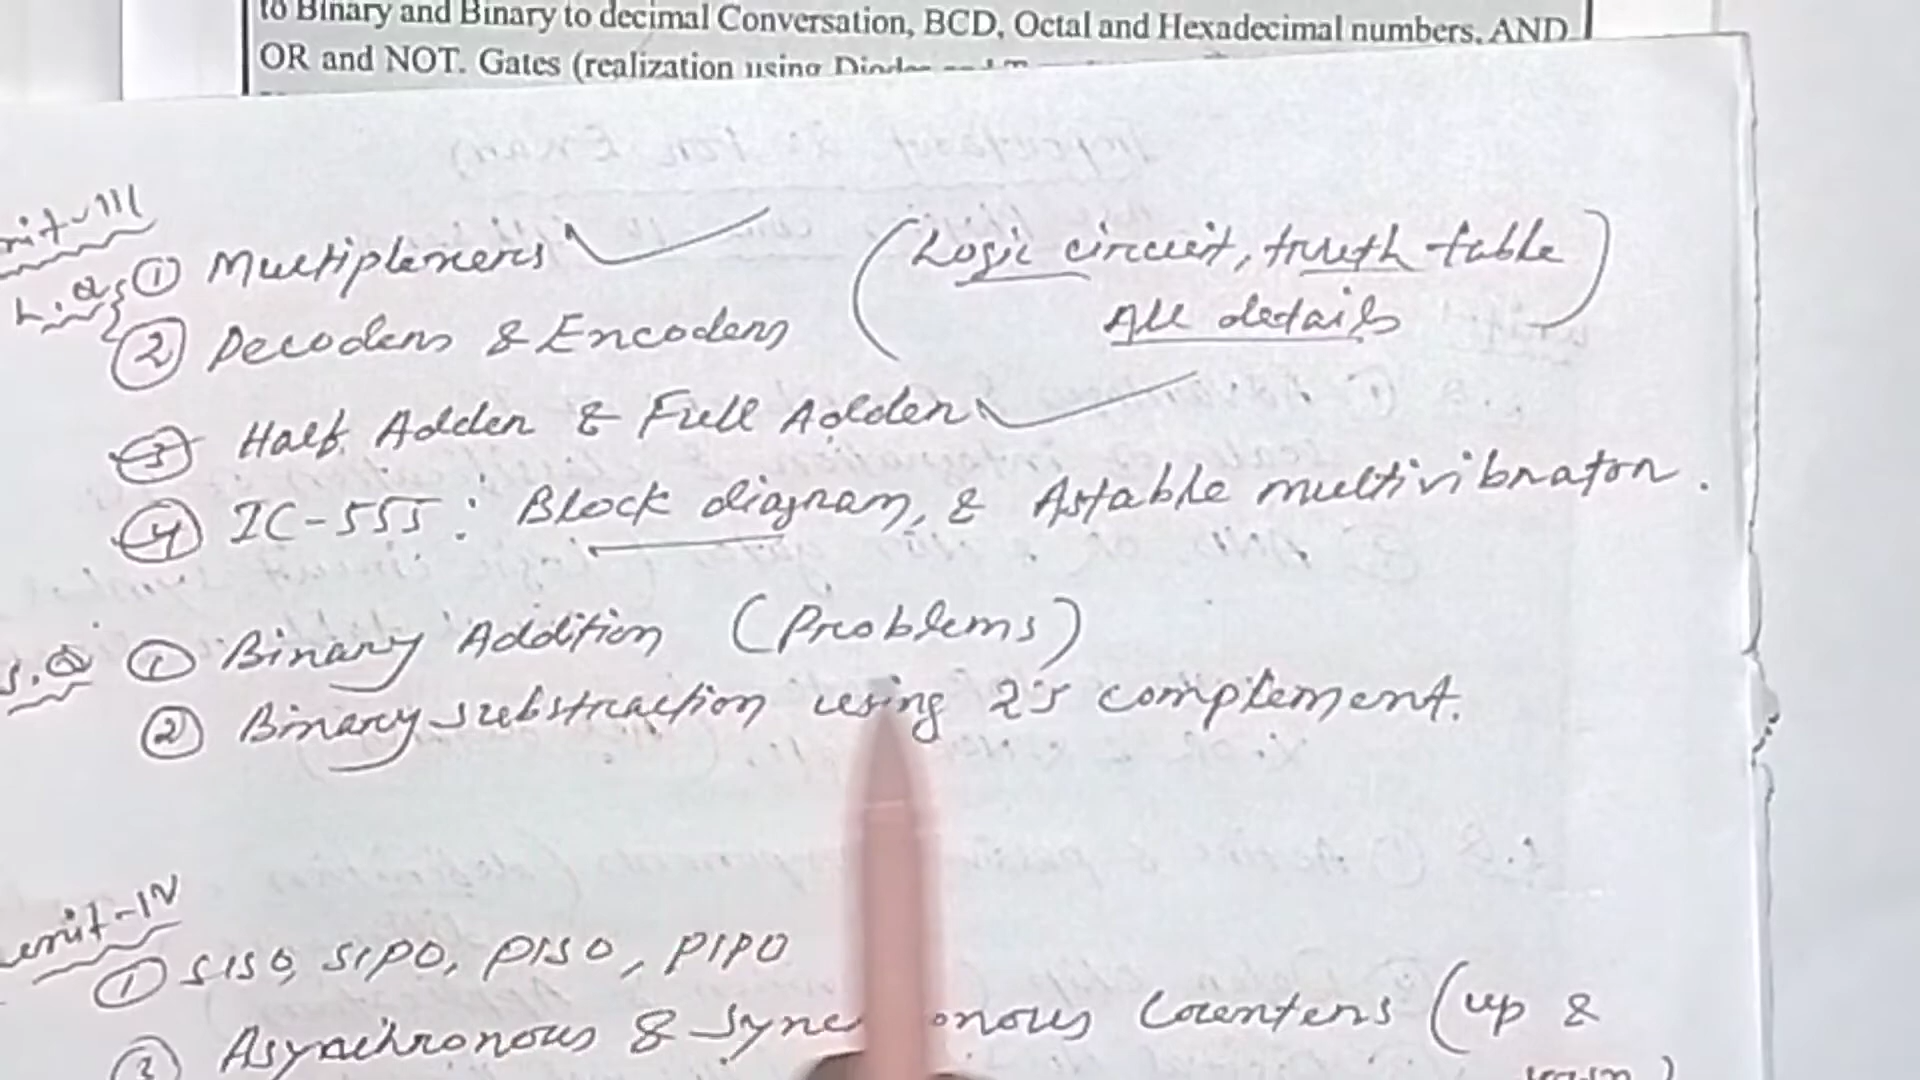 to Binary and Binary to decimal Conversation, BCD, Octal and Hexadecimal numbers. AND
OR and NOT. Gates (realization using
unit-III
L.Q ① Multiplexers (Logic circuit, truth table
② Decoders & Encoders All details)
③ Half Adder & Full Adder
④ IC-555: Block diagram, & Astable multivibrator.
S.Q ① Binary Addition (Problems)
② Binary substraction using 2's complement.
unit-IV
① SISO, SIPO, PISO, PIPO
Asynchronous & Counters (up &